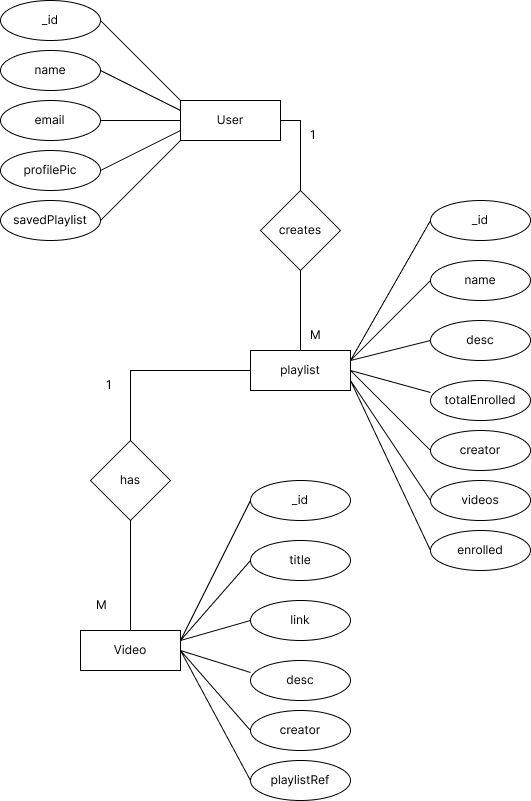 _id
name
email
profilePic
savedPlaylist
User
1
creates
M
playlist
_id
name
desc
totalEnrolled
creator
videos
enrolled
1
has
M
Video
_id
title
link
desc
creator
playlistRef